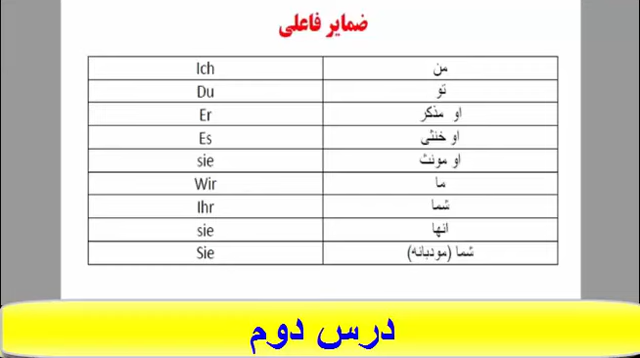 ضمایر فاعلی
Ich من
Du تو
Er او مذکر
Es او خنثی
sie او مونث
Wir ما
Ihr شما
sie انها
Sie شما (مودبانه)
درس دوم